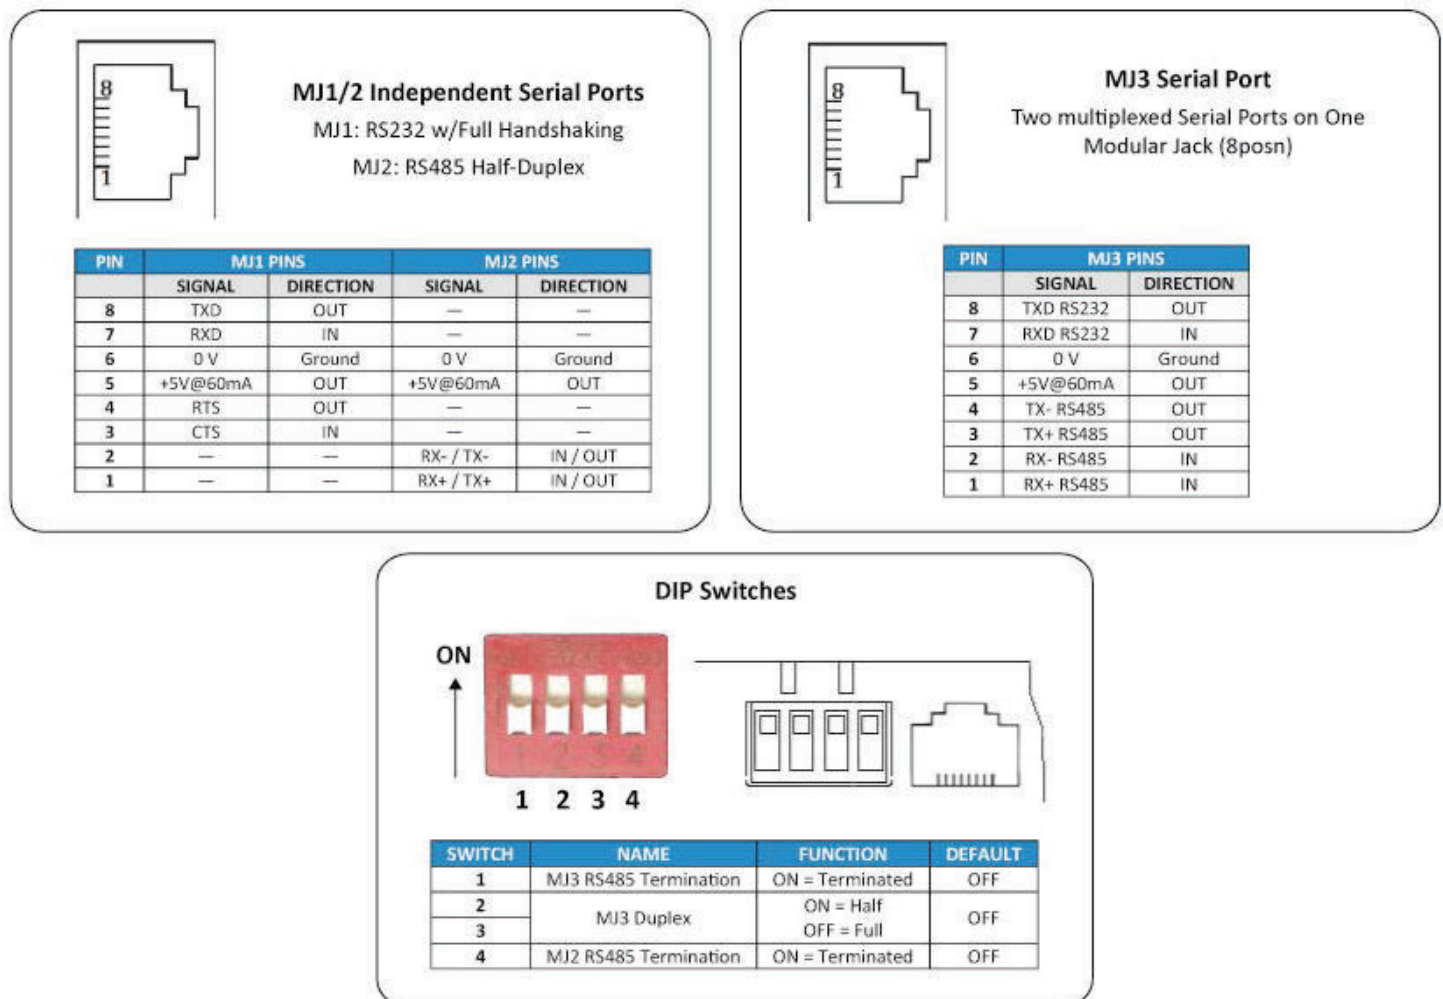 8
1
MJ1/2 Independent Serial Ports
MJ1: RS232 w/Full Handshaking
MJ2: RS485 Half-Duplex
PIN MJ1 PINS MJ2 PINS
SIGNAL DIRECTION SIGNAL DIRECTION
8 TXD OUT — —
7 RXD IN — —
6 0 V Ground 0 V Ground
5 +5V@60mA OUT +5V@60mA OUT
4 RTS OUT — —
3 CTS IN — —
2 — — RX- / TX- IN / OUT
1 — — RX+ / TX+ IN / OUT
8
1
MJ3 Serial Port
Two multiplexed Serial Ports on One
Modular Jack (8posn)
PIN MJ3 PINS
SIGNAL DIRECTION
8 TXD RS232 OUT
7 RXD RS232 IN
6 0 V Ground
5 +5V@60mA OUT
4 TX- RS485 OUT
3 TX+ RS485 OUT
2 RX- RS485 IN
1 RX+ RS485 IN
DIP Switches
ON
1 2 3 4
1 2 3 4
SWITCH NAME FUNCTION DEFAULT
1 MJ3 RS485 Termination ON = Terminated OFF
2 MJ3 Duplex ON = Half OFF
3 OFF = Full
4 MJ2 RS485 Termination ON = Terminated OFF